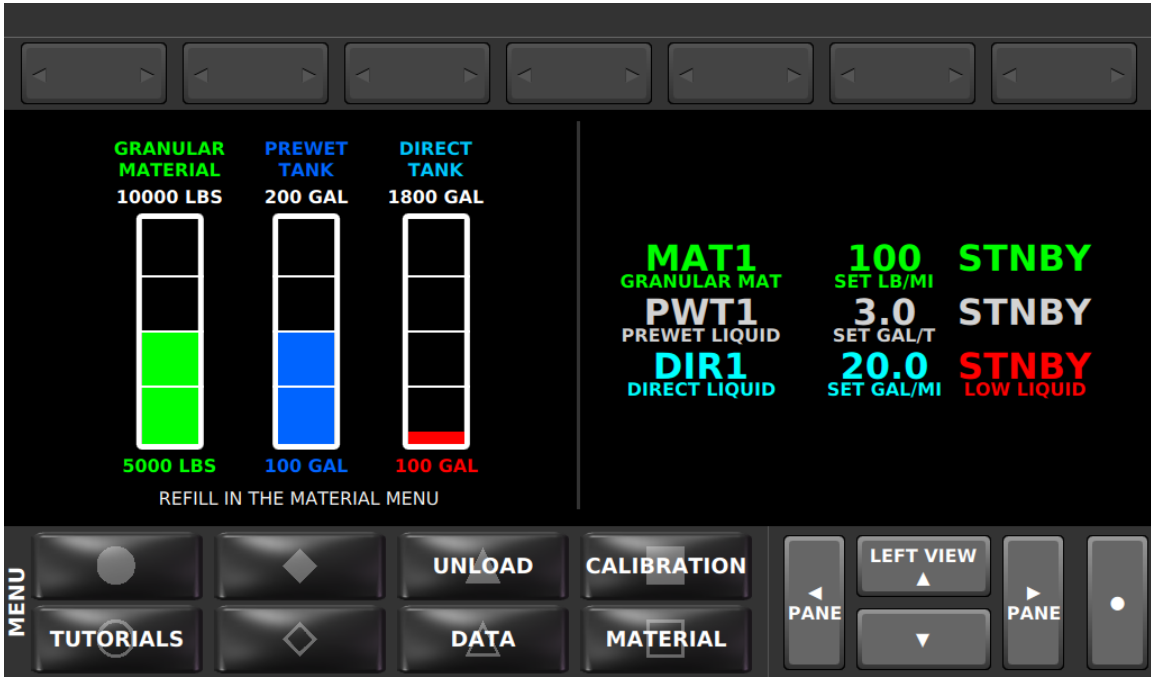 GRANULAR
MATERIAL
10000 LBS
5000 LBS
PREWET
TANK
200 GAL
100 GAL
DIRECT
TANK
1800 GAL
100 GAL
REFILL IN THE MATERIAL MENU
MAT1 100 STNBY
GRANULAR MAT SET LB/MI
PWT1 3.0 STNBY
PREWET LIQUID SET GAL/T
DIR1 20.0 STNBY
DIRECT LIQUID SET GAL/MI LOW LIQUID
MENU
UNLOAD CALIBRATION
TUTORIALS DATA MATERIAL
◄
PANE
LEFT VIEW
▲
▼
►
PANE
●